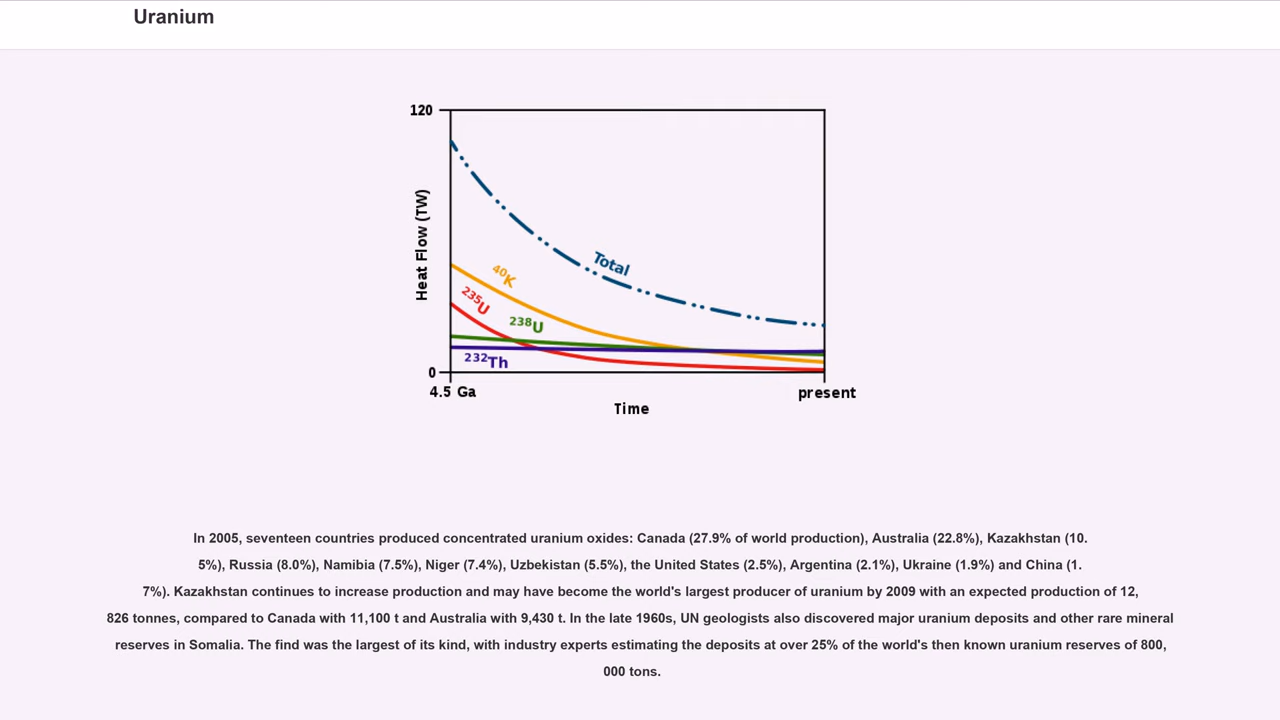 Uranium
120
Heat Flow (TW)
Total
40K
235U
238U
232Th
0
4.5 Ga
present
Time
In 2005, seventeen countries produced concentrated uranium oxides: Canada (27.9% of world production), Australia (22.8%), Kazakhstan (10.
5%), Russia (8.0%), Namibia (7.5%), Niger (7.4%), Uzbekistan (5.5%), the United States (2.5%), Argentina (2.1%), Ukraine (1.9%) and China (1.
7%). Kazakhstan continues to increase production and may have become the world's largest producer of uranium by 2009 with an expected production of 12,
826 tonnes, compared to Canada with 11,100 t and Australia with 9,430 t. In the late 1960s, UN geologists also discovered major uranium deposits and other rare mineral
reserves in Somalia. The find was the largest of its kind, with industry experts estimating the deposits at over 25% of the world's then known uranium reserves of 800,
000 tons.